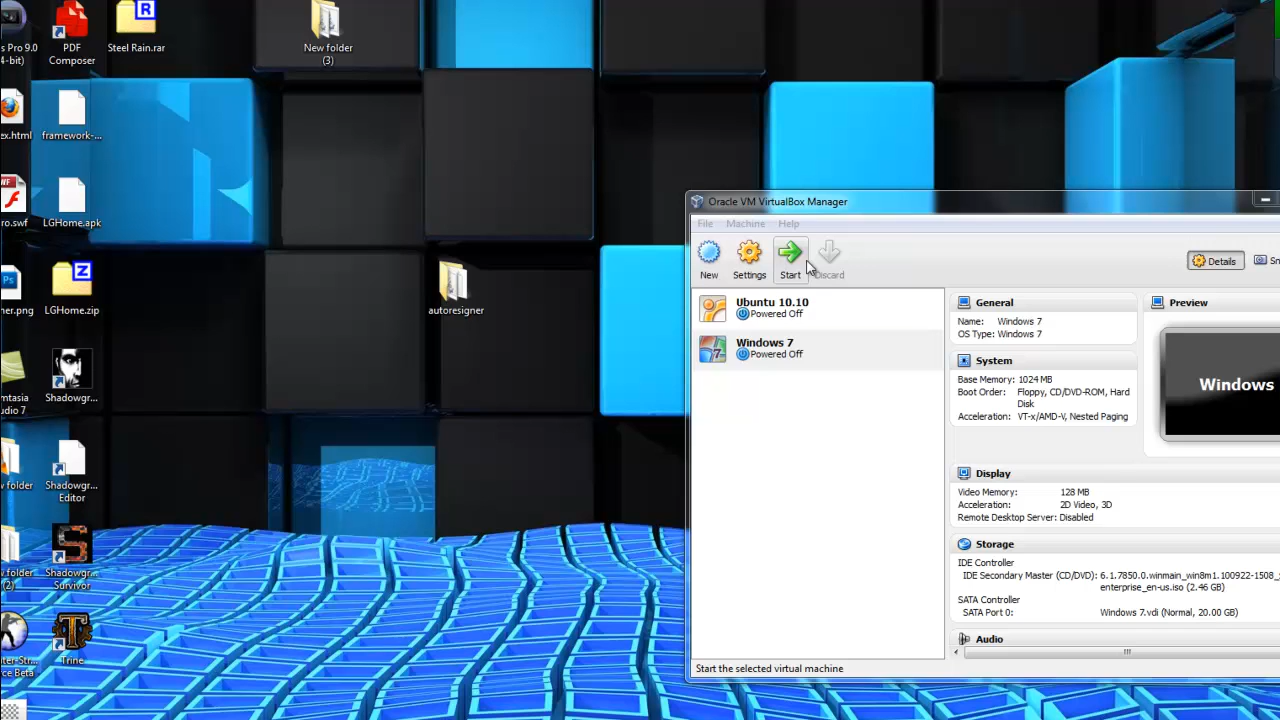 s Pro 9.0
4-bit)
PDF
Composer
Steel Rain.rar
New folder
(3)
ex.html
framework-...
ro.swf
LGHome.apk
ner.png
LGHome.zip
autoresigner
mtasia
udio 7
Shadowgr...
w folder
Shadowgr...
Editor
w folder
(2)
Shadowgr...
Survivor
ter-Str...
rce Beta
Trine
Oracle VM VirtualBox Manager
File Machine Help
New Settings Start Discard
Details
Sn
Ubuntu 10.10
Powered Off
Windows 7
Powered Off
General
Name: Windows 7
OS Type: Windows 7
System
Base Memory: 1024 MB
Boot Order: Floppy, CD/DVD-ROM, Hard
Disk
Acceleration: VT-x/AMD-V, Nested Paging
Preview
Windows
Display
Video Memory: 128 MB
Acceleration: 2D Video, 3D
Remote Desktop Server: Disabled
Storage
IDE Controller
IDE Secondary Master (CD/DVD): 6.1.7850.0.winmain_win8m1.100922-1508_
enterprise_en-us.iso (2.46 GB)
SATA Controller
SATA Port 0: Windows 7.vdi (Normal, 20.00 GB)
Audio
Start the selected virtual machine